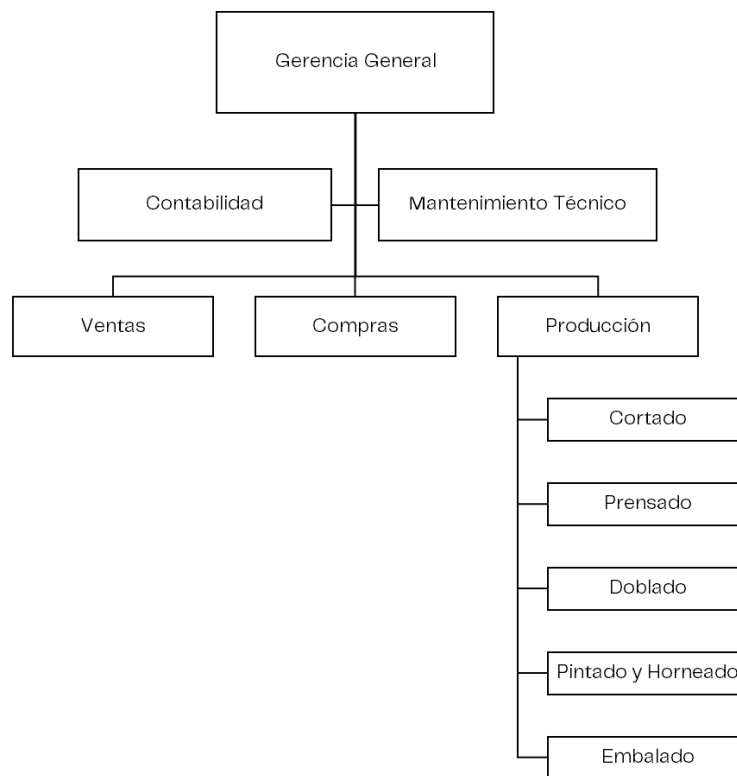 Gerencia General
Contabilidad
Mantenimiento Técnico
Ventas
Compras
Producción
Cortado
Prensado
Doblado
Pintado y Horneado
Embalado